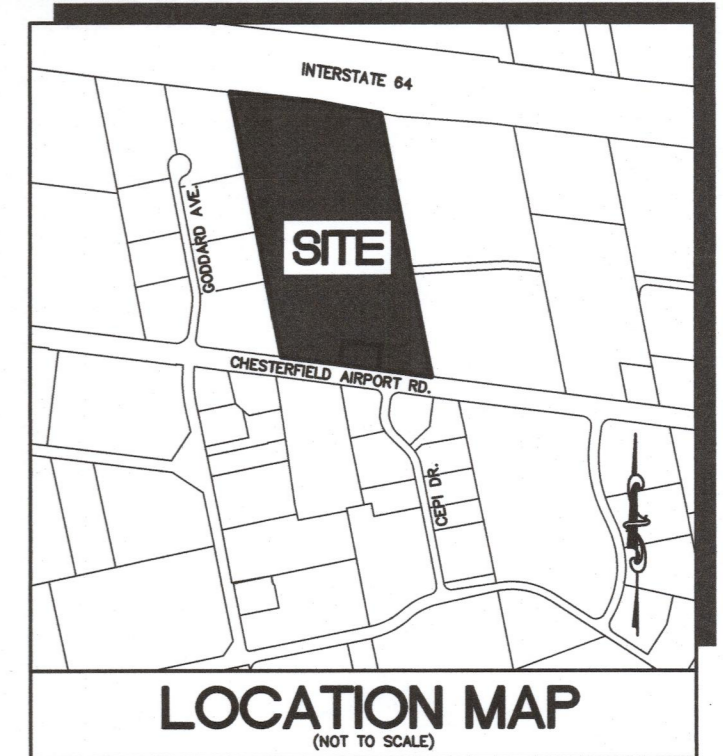 INTERSTATE 64
GODDARD AVE.
SITE
CHESTERFIELD AIRPORT RD.
CEPI DR.
LOCATION MAP
(NOT TO SCALE)